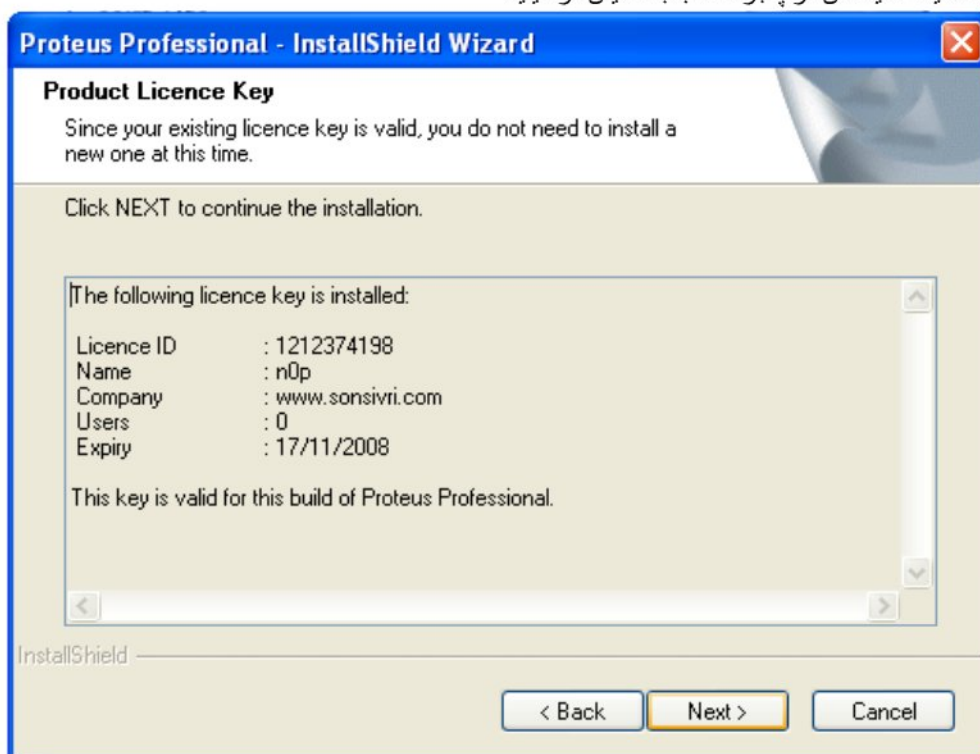 Proteus Professional - InstallShield Wizard
Product Licence Key
Since your existing licence key is valid, you do not need to install a
new one at this time.
Click NEXT to continue the installation.
The following licence key is installed:
Licence ID : 1212374198
Name : n0p
Company : www.sonsivri.com
Users : 0
Expiry : 17/11/2008
This key is valid for this build of Proteus Professional.
InstallShield
< Back Next > Cancel